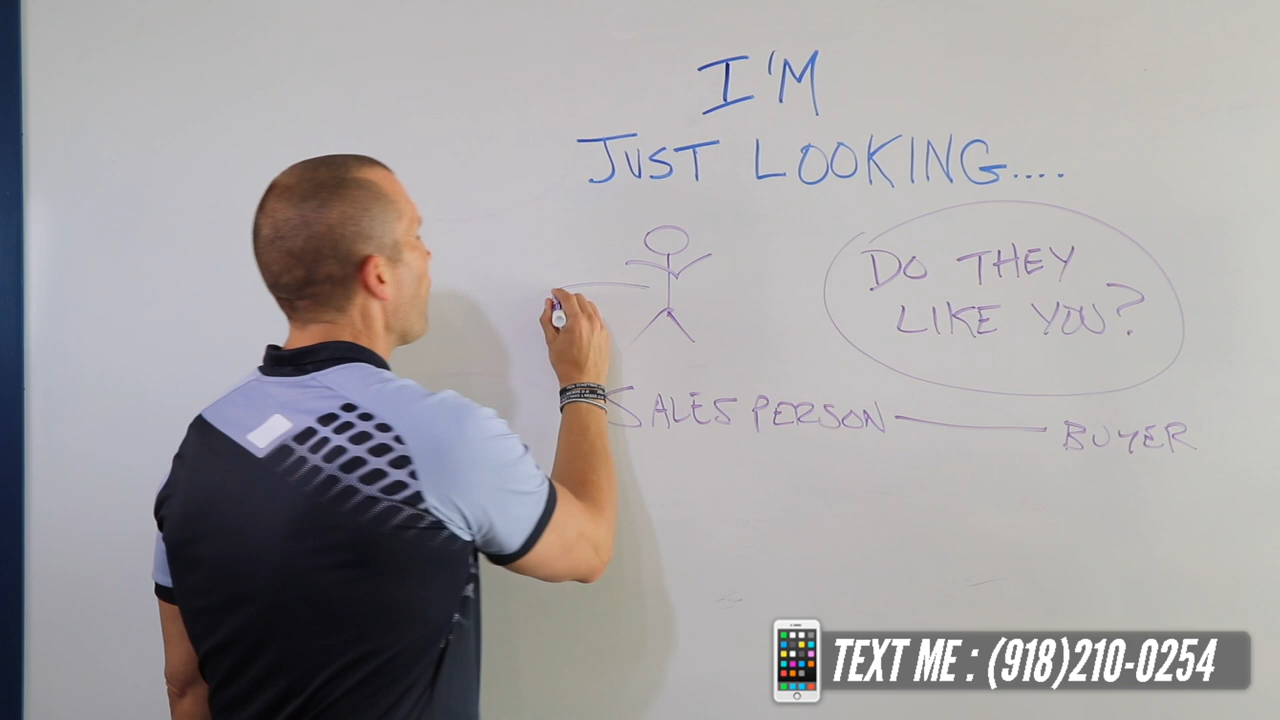 I'M
JUST LOOKING....
DO THEY
LIKE YOU?
SALESPERSON
BUYER
TEXT ME : (918)210-0254